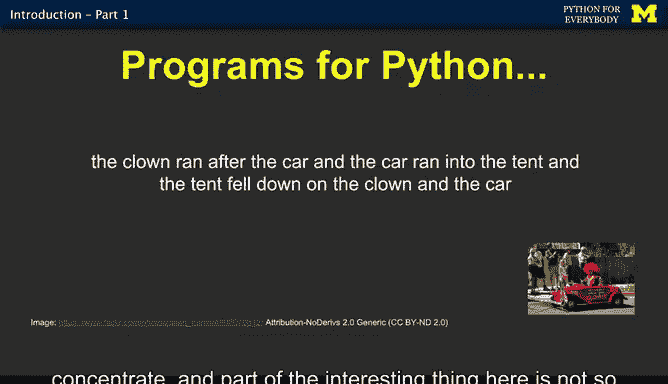 Introduction – Part 1
PYTHON FOR
EVERYBODY
M
Programs for Python...
the clown ran after the car and the car ran into the tent and
the tent fell down on the clown and the car
Image: Attribution-NoDerivs 2.0 Generic (CC BY-ND 2.0)
concentrate, and part of the interesting thing here is not so